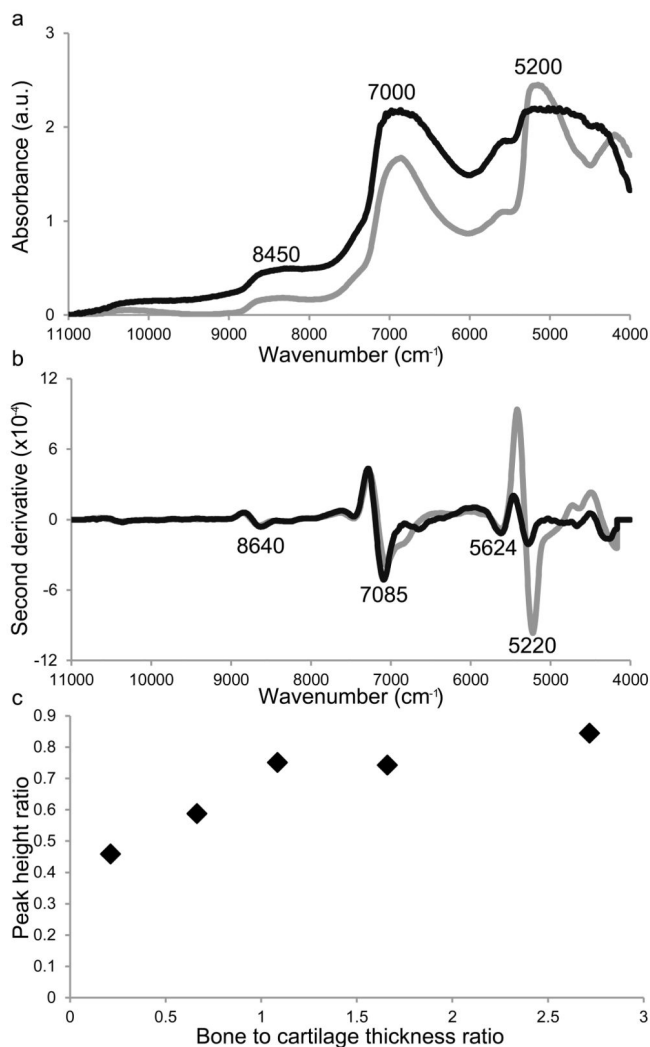 a
3
2
1
0
Absorbance (a.u.)
7000
5200
8450
11000 10000 9000 8000 7000 6000 5000 4000
Wavenumber (cm⁻¹)
b
12
6
0
-6
-12
Second derivative (x10⁻⁴)
8640
7085
5624
5220
11000 10000 9000 8000 7000 6000 5000 4000
Wavenumber (cm⁻¹)
c
0.9
0.8
0.7
0.6
0.5
0.4
0.3
0.2
0.1
0
Peak height ratio
0 0.5 1 1.5 2 2.5 3
Bone to cartilage thickness ratio